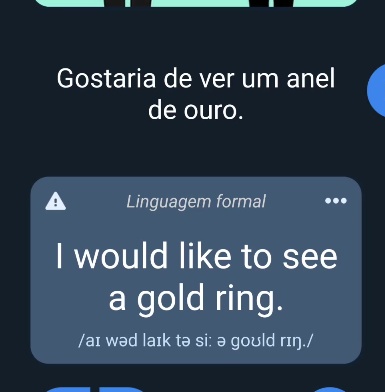 Gostaria de ver um anel
de ouro.
Linguagem formal
I would like to see
a gold ring.
/aɪ wəd laɪk tə siː ə goʊld rɪŋ./